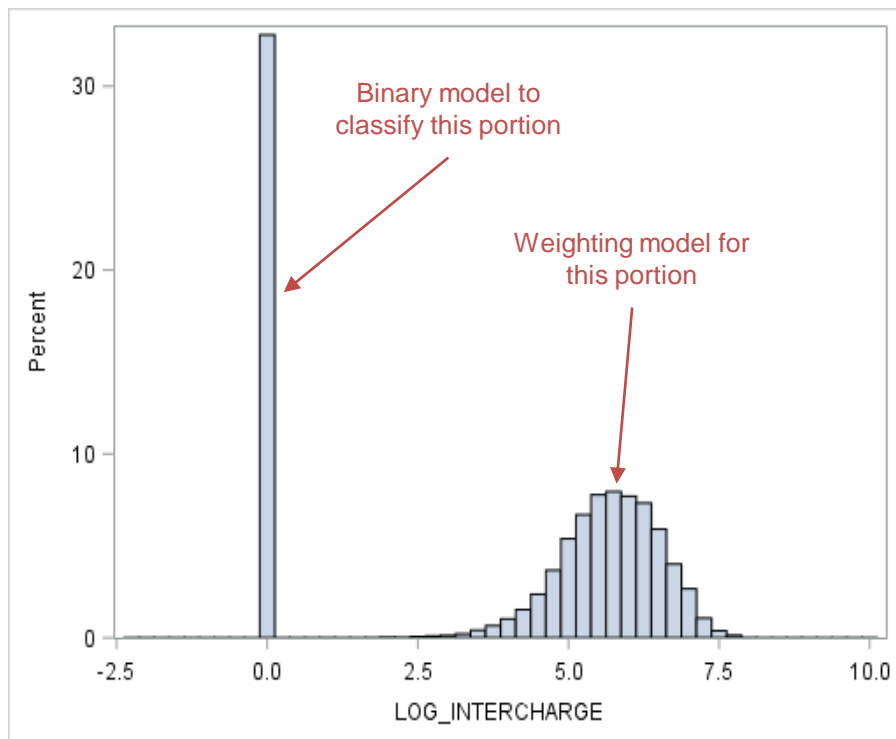 30
Binary model to
classify this portion
Weighting model for
this portion
20
Percent
10
0
-2.5
0.0
2.5
5.0
7.5
10.0
LOG_INTERCHARGE